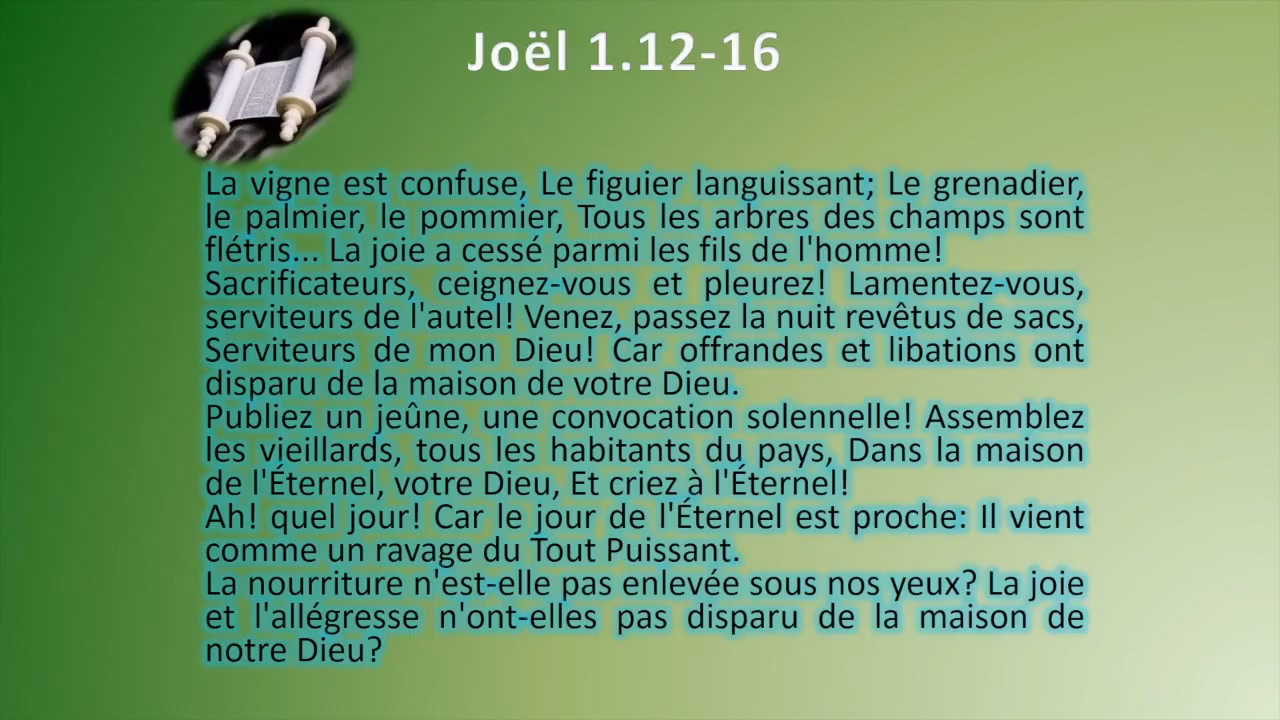 Joël 1.12-16
La vigne est confuse, Le figuier languissant; Le grenadier,
le palmier, le pommier, Tous les arbres des champs sont
flétris... La joie a cessé parmi les fils de l'homme!
Sacrificateurs, ceignez-vous et pleurez! Lamentez-vous,
serviteurs de l'autel! Venez, passez la nuit revêtus de sacs,
Serviteurs de mon Dieu! Car offrandes et libations ont
disparu de la maison de votre Dieu.
Publiez un jeûne, une convocation solennelle! Assemblez
les vieillards, tous les habitants du pays, Dans la maison
de l'Éternel, votre Dieu, Et criez à l'Éternel!
Ah! quel jour! Car le jour de l'Éternel est proche: Il vient
comme un ravage du Tout Puissant.
La nourriture n'est-elle pas enlevée sous nos yeux? La joie
et l'allégresse n'ont-elles pas disparu de la maison de
notre Dieu?